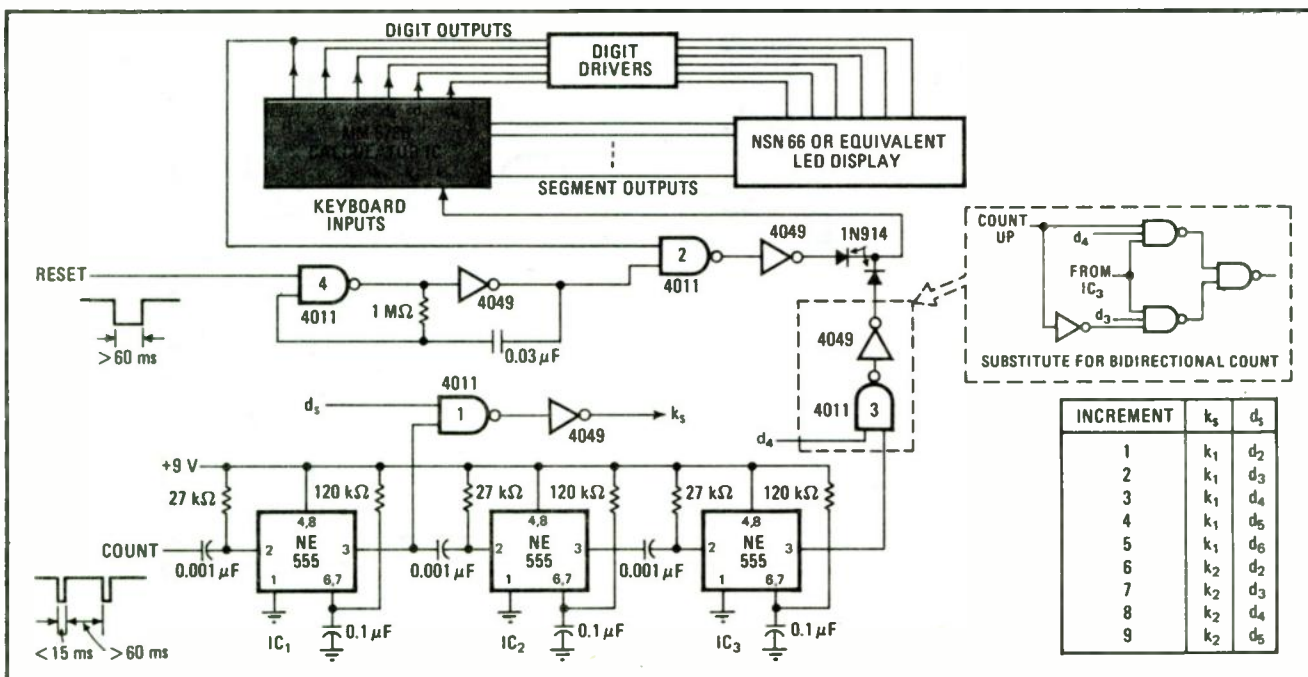 DIGIT OUTPUTS
DIGIT
DRIVERS
CALCULATOR IC
NSN 66 OR EQUIVALENT
LED DISPLAY
SEGMENT OUTPUTS
KEYBOARD
INPUTS
RESET
> 60 ms
4
4011
1 MΩ
4049
0.03 µF
2
4011
4049
1N914
4049
4011
3
d4
COUNT
UP
d4
FROM
IC3
d3
SUBSTITUTE FOR BIDIRECTIONAL COUNT
4011
ds
1
4049
ks
+9 V
27 kΩ
120 kΩ
27 kΩ
120 kΩ
27 kΩ
120 kΩ
COUNT
0.001 µF
2
4,8
NE
555
3
1
6,7
0.001 µF
2
4,8
NE
555
3
1
6,7
0.001 µF
2
4,8
NE
555
3
1
6,7
IC1
0.1 µF
IC2
0.1 µF
IC3
0.1 µF
< 15 ms
> 60 ms
INCREMENT ks ds
1 k1 d2
2 k1 d3
3 k1 d4
4 k1 d5
5 k1 d6
6 k2 d2
7 k2 d3
8 k2 d4
9 k2 d5